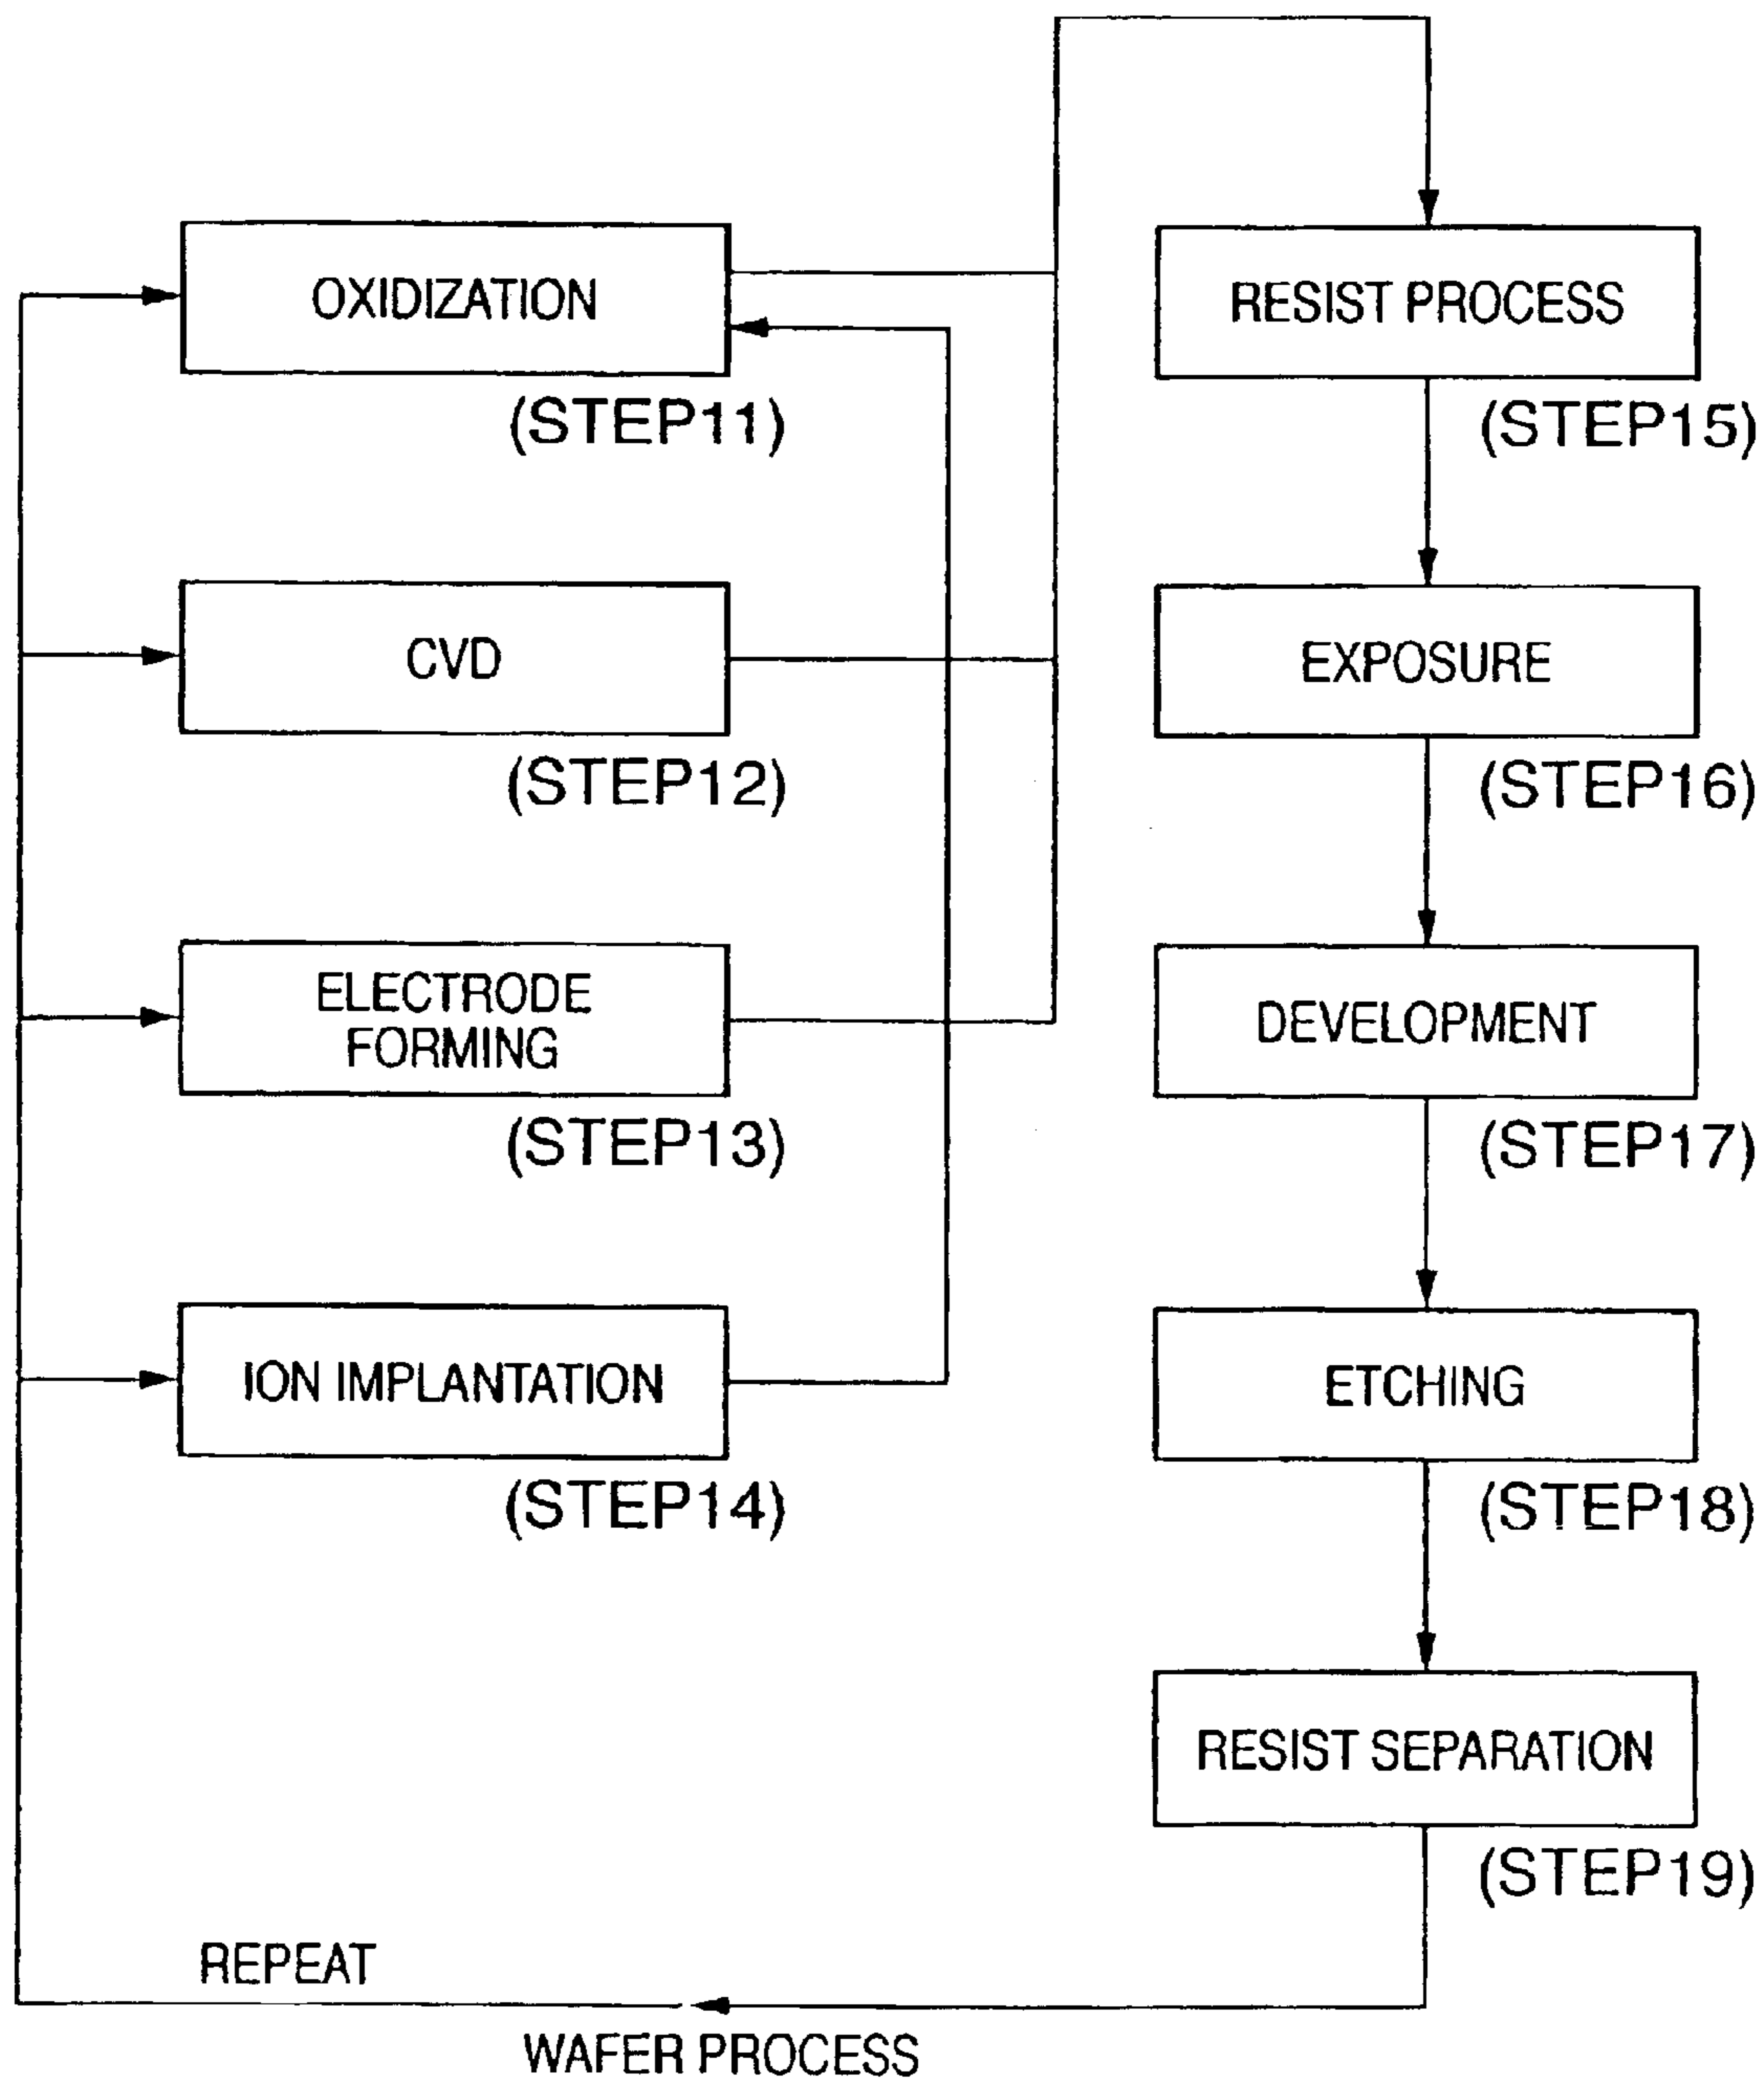 OXIDIZATION
(STEP11)
CVD
(STEP12)
ELECTRODE
FORMING
(STEP13)
ION IMPLANTATION
(STEP14)
RESIST PROCESS
(STEP15)
EXPOSURE
(STEP16)
DEVELOPMENT
(STEP17)
ETCHING
(STEP18)
RESIST SEPARATION
(STEP19)
REPEAT
WAFER PROCESS